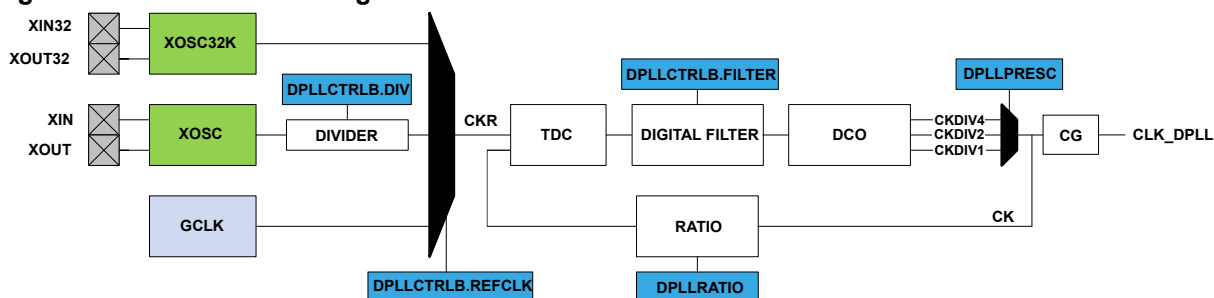 XIN32
XOUT32
XOSC32K
XIN
XOUT
XOSC
DPLLCTRLB.DIV
DIVIDER
GCLK
CKR
DPLLCTRLB.REFCLK
TDC
DPLLCTRLB.FILTER
DIGITAL FILTER
DCO
CKDIV4
CKDIV2
CKDIV1
DPLLPRESC
CG
CLK_DPLL
RATIO
CK
DPLLRATIO